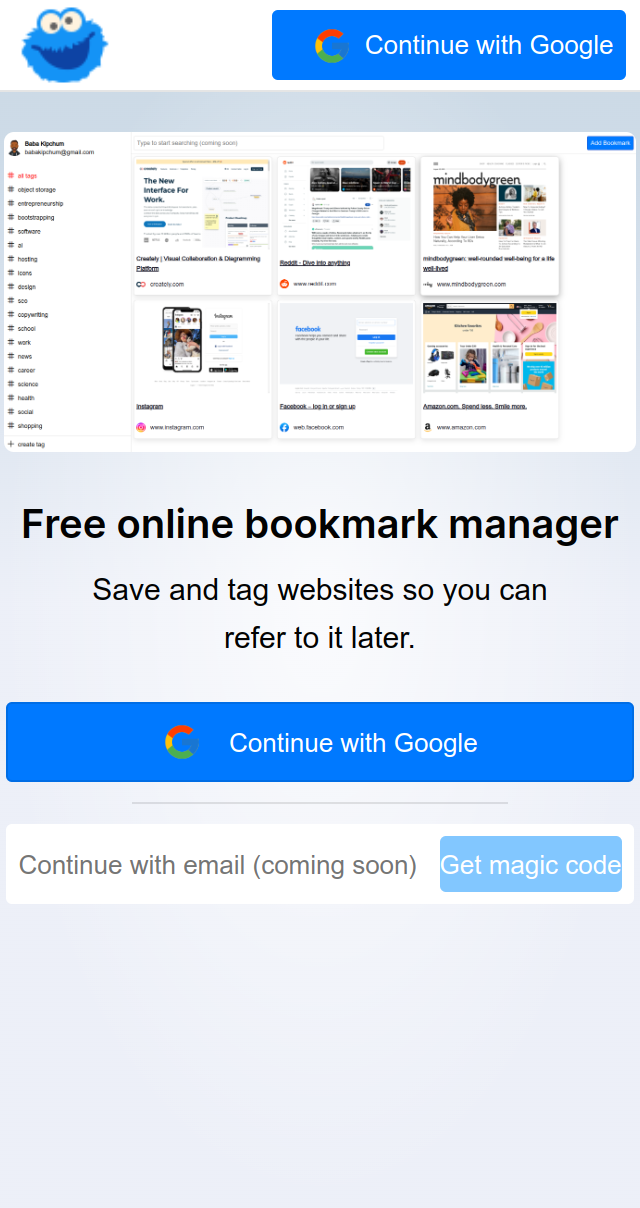 Continue with Google
Baba Kipchum
babakipchum@gmail.com
Type to start searching (coming soon)
Add Bookmark
all tags
object storage
entrepreneurship
bootstrapping
software
ai
hosting
icons
design
seo
copywriting
school
work
news
career
science
health
social
shopping
create tag
The New
Interface For
Work.
Creately | Visual Collaboration & Diagramming
Platform
creately.com
Reddit - Dive into anything
www.reddit.com
mindbodygreen
mindbodygreen: well-rounded well-being for a life
well-lived
www.mindbodygreen.com
Instagram
Instagram
www.instagram.com
facebook
Facebook – log in or sign up
web.facebook.com
Amazon.com. Spend less. Smile more.
www.amazon.com
Free online bookmark manager
Save and tag websites so you can
refer to it later.
Continue with Google
Continue with email (coming soon)
Get magic code